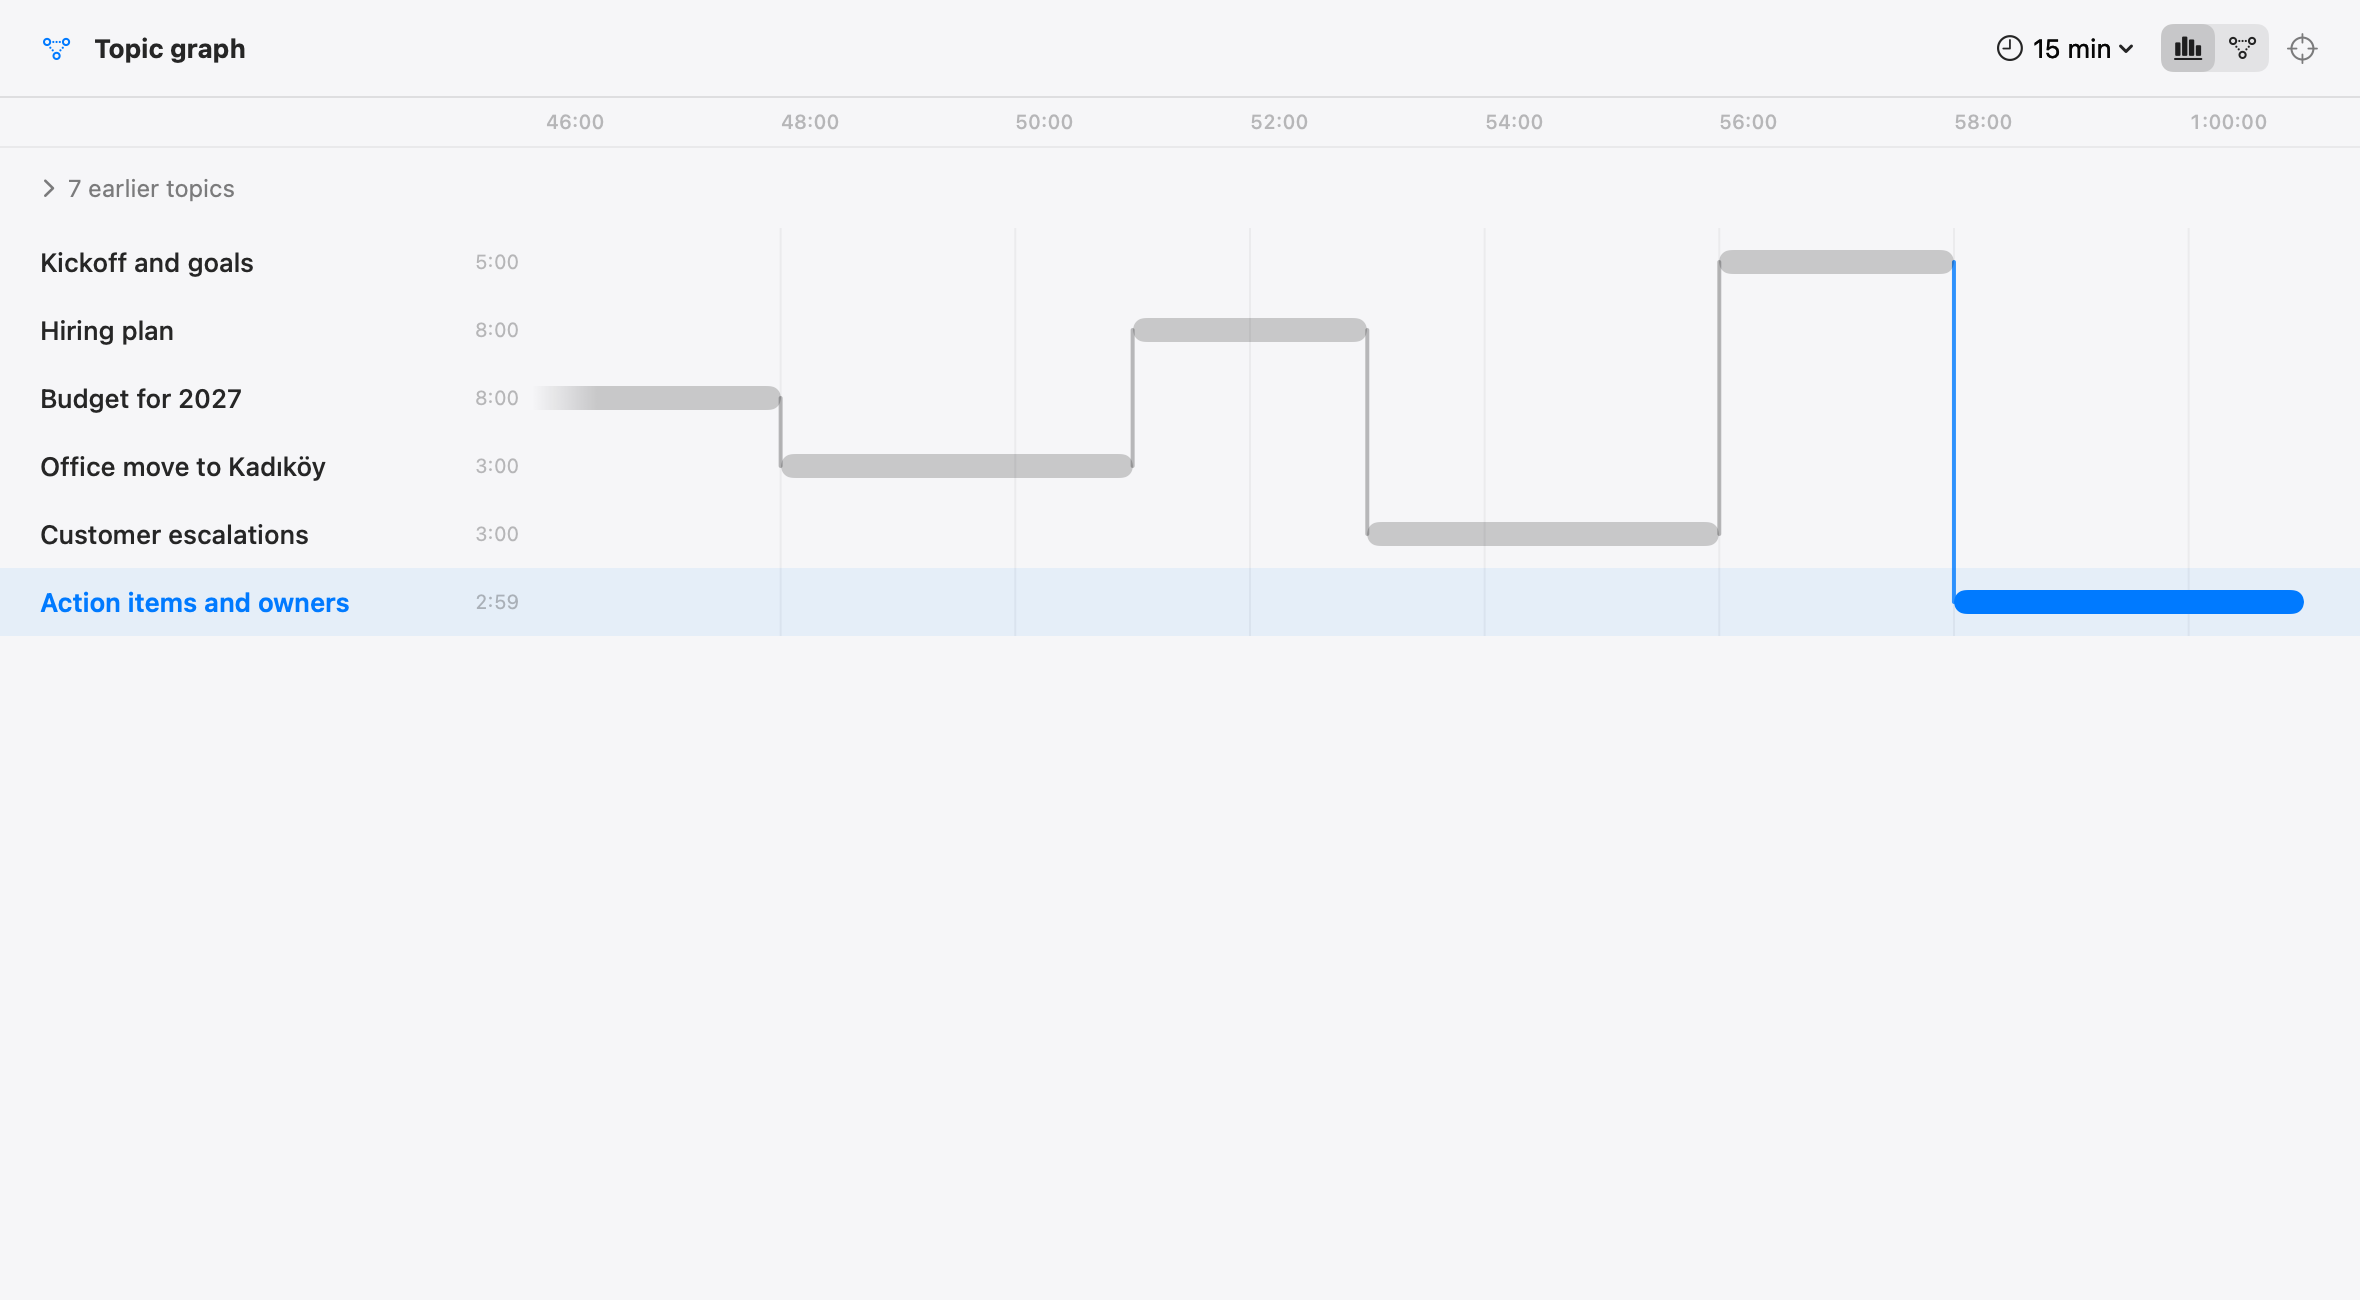 Topic graph
15 min
46:00 48:00 50:00 52:00 54:00 56:00 58:00 1:00:00
7 earlier topics
Kickoff and goals 5:00
Hiring plan 8:00
Budget for 2027 8:00
Office move to Kadıköy 3:00
Customer escalations 3:00
Action items and owners 2:59